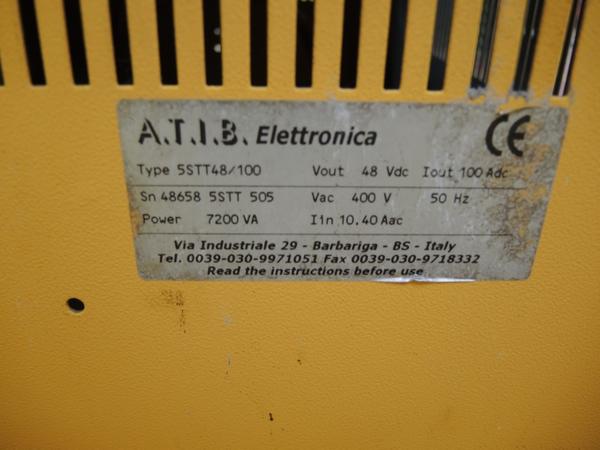 A.T.I.B. Elettronica CE
Type 5STT48/100 Vout 48 Vdc Iout 100 Adc
Sn 48658 5STT 505 Vac 400 V 50 Hz
Power 7200 VA I1n 10.40 Aac
Via Industriale 29 - Barbariga - BS - Italy
Tel. 0039-030-9971051 Fax 0039-030-9718332
Read the instructions before use